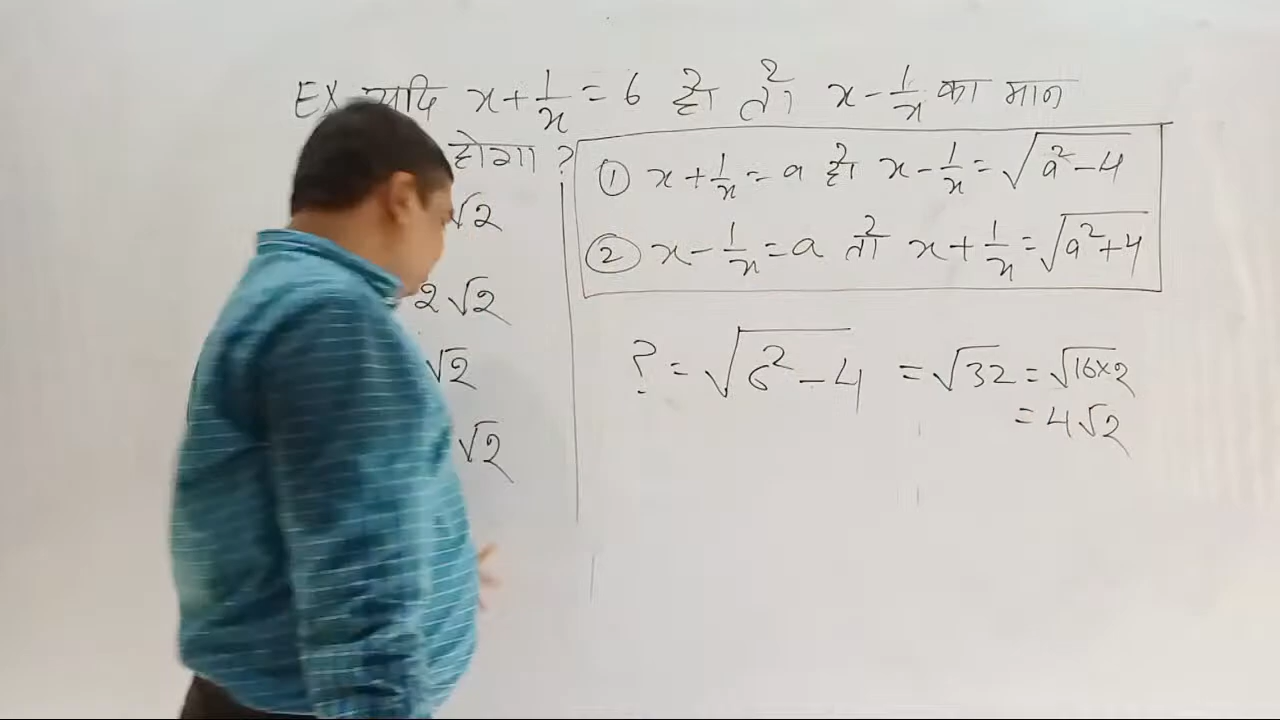 EX यदि x+1/x = 6 हो तो x-1/x का मान
होगा ?
① x+1/x = a हो x-1/x = √(a²-4)
② x-1/x = a तो x+1/x = √(a²+4)
√2
2√2
√2
√2
? = √(6²-4) = √32 = √16×2
= 4√2